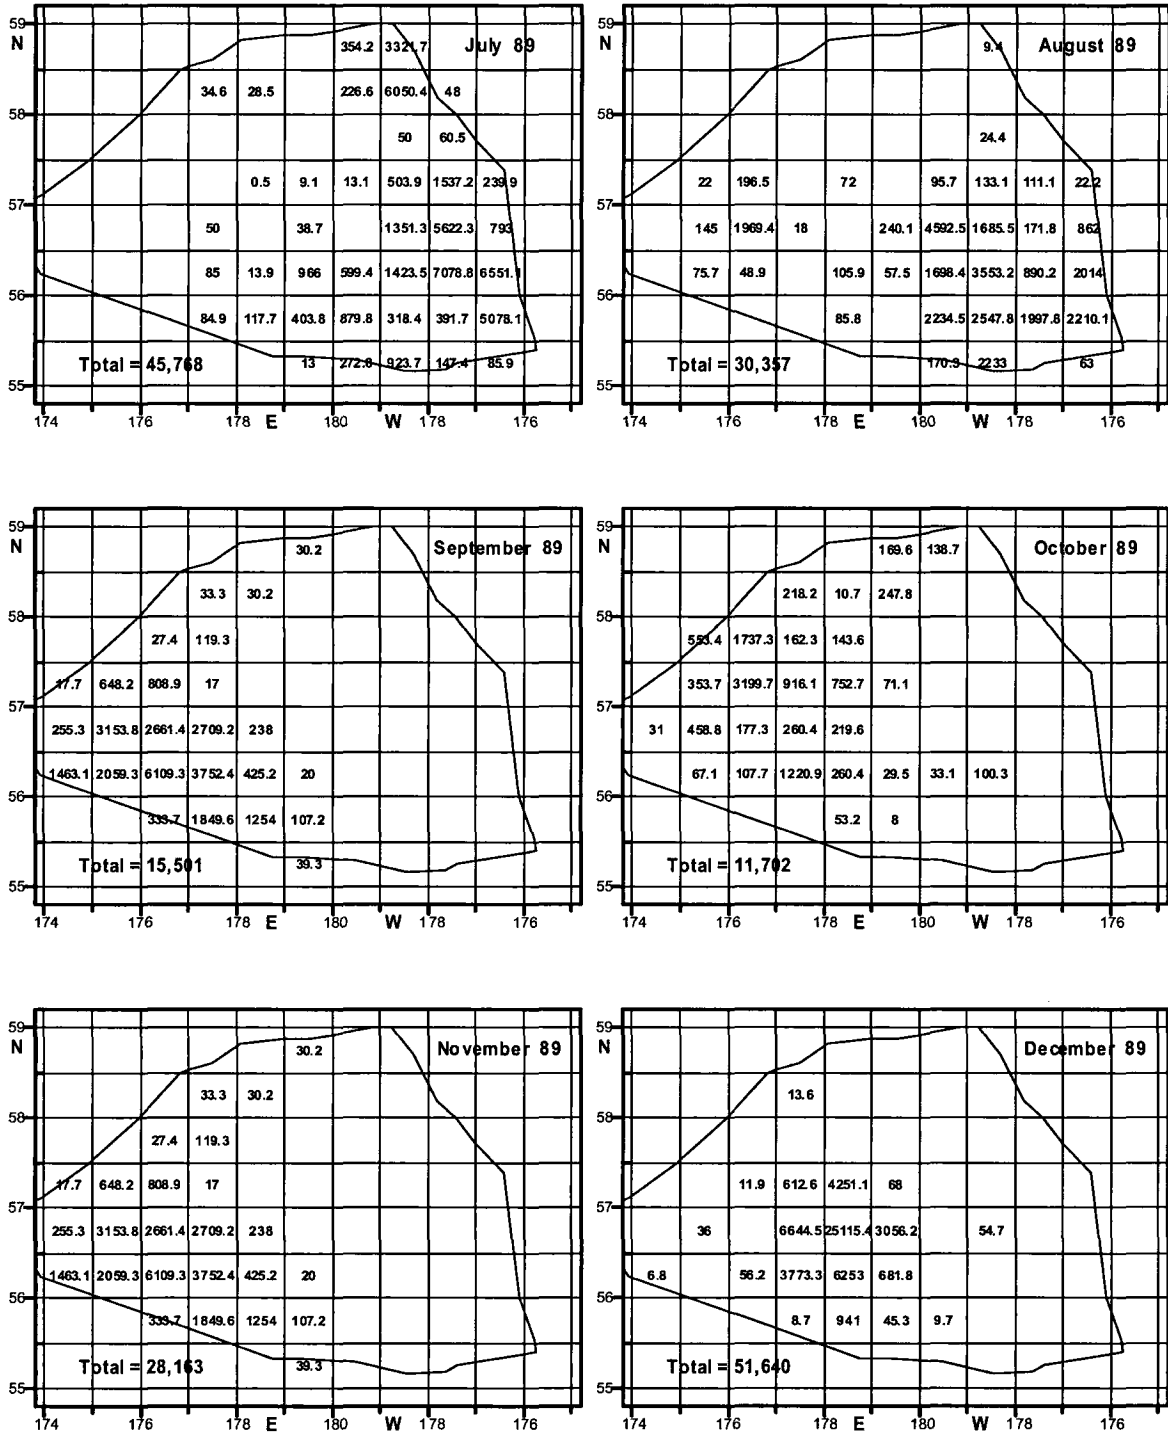 59
N
354.2 3321.7 July 89
34.6 28.5 226.6 6050.4 48
58
50 60.5
0.5 9.1 13.1 503.9 1537.2 239.9
57
50 38.7 1351.3 5622.3 793
85 13.9 966 599.4 1423.5 7078.8 6551.1
56
84.9 117.7 403.8 879.8 318.4 391.7 5078.1
Total = 45,768 13 272.8 923.7 147.4 85.9
55
174 176 178 E 180 W 178 176
59
N
9.4 August 89
58
24.4
22 196.5 72 95.7 133.1 111.1 22.2
57
145 1969.4 18 240.1 4592.5 1685.5 171.8 862
75.7 48.9 105.9 57.5 1698.4 3553.2 890.2 2014
56
85.8 2234.5 2547.8 1997.8 2210.1
Total = 30,357 170.3 2233 63
55
174 176 178 E 180 W 178 176
59
N
30.2 September 89
33.3 30.2
58
27.4 119.3
17.7 648.2 808.9 17
57
255.3 3153.8 2661.4 2709.2 238
1463.1 2059.3 6109.3 3752.4 425.2 20
56
333.7 1849.6 1254 107.2
Total = 15,501 39.3
55
174 176 178 E 180 W 178 176
59
N
169.6 138.7 October 89
218.2 10.7 247.8
58
553.4 1737.3 162.3 143.6
353.7 3199.7 916.1 752.7 71.1
57
31 458.8 177.3 260.4 219.6
67.1 107.7 1220.9 260.4 29.5 33.1 100.3
56
53.2 8
Total = 11,702
55
174 176 178 E 180 W 178 176
59
N
30.2 November 89
33.3 30.2
58
27.4 119.3
17.7 648.2 808.9 17
57
255.3 3153.8 2661.4 2709.2 238
1463.1 2059.3 6109.3 3752.4 425.2 20
56
333.7 1849.6 1254 107.2
Total = 28,163 39.3
55
174 176 178 E 180 W 178 176
59
N
December 89
13.6
58
11.9 612.6 4251.1 68
57
36 6644.5 25115.4 3056.2 54.7
6.8 56.2 3773.3 6253 681.8
56
8.7 941 45.3 9.7
Total = 51,640
55
174 176 178 E 180 W 178 176